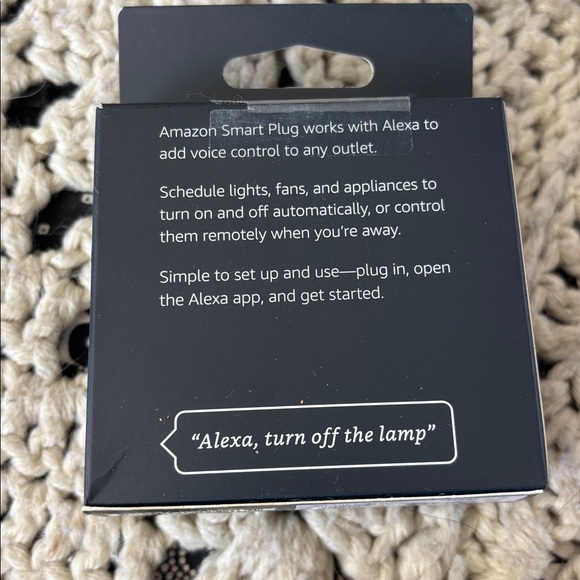 Amazon Smart Plug works with Alexa to
add voice control to any outlet.
Schedule lights, fans, and appliances to
turn on and off automatically, or control
them remotely when you're away.
Simple to set up and use—plug in, open
the Alexa app, and get started.
“Alexa, turn off the lamp”